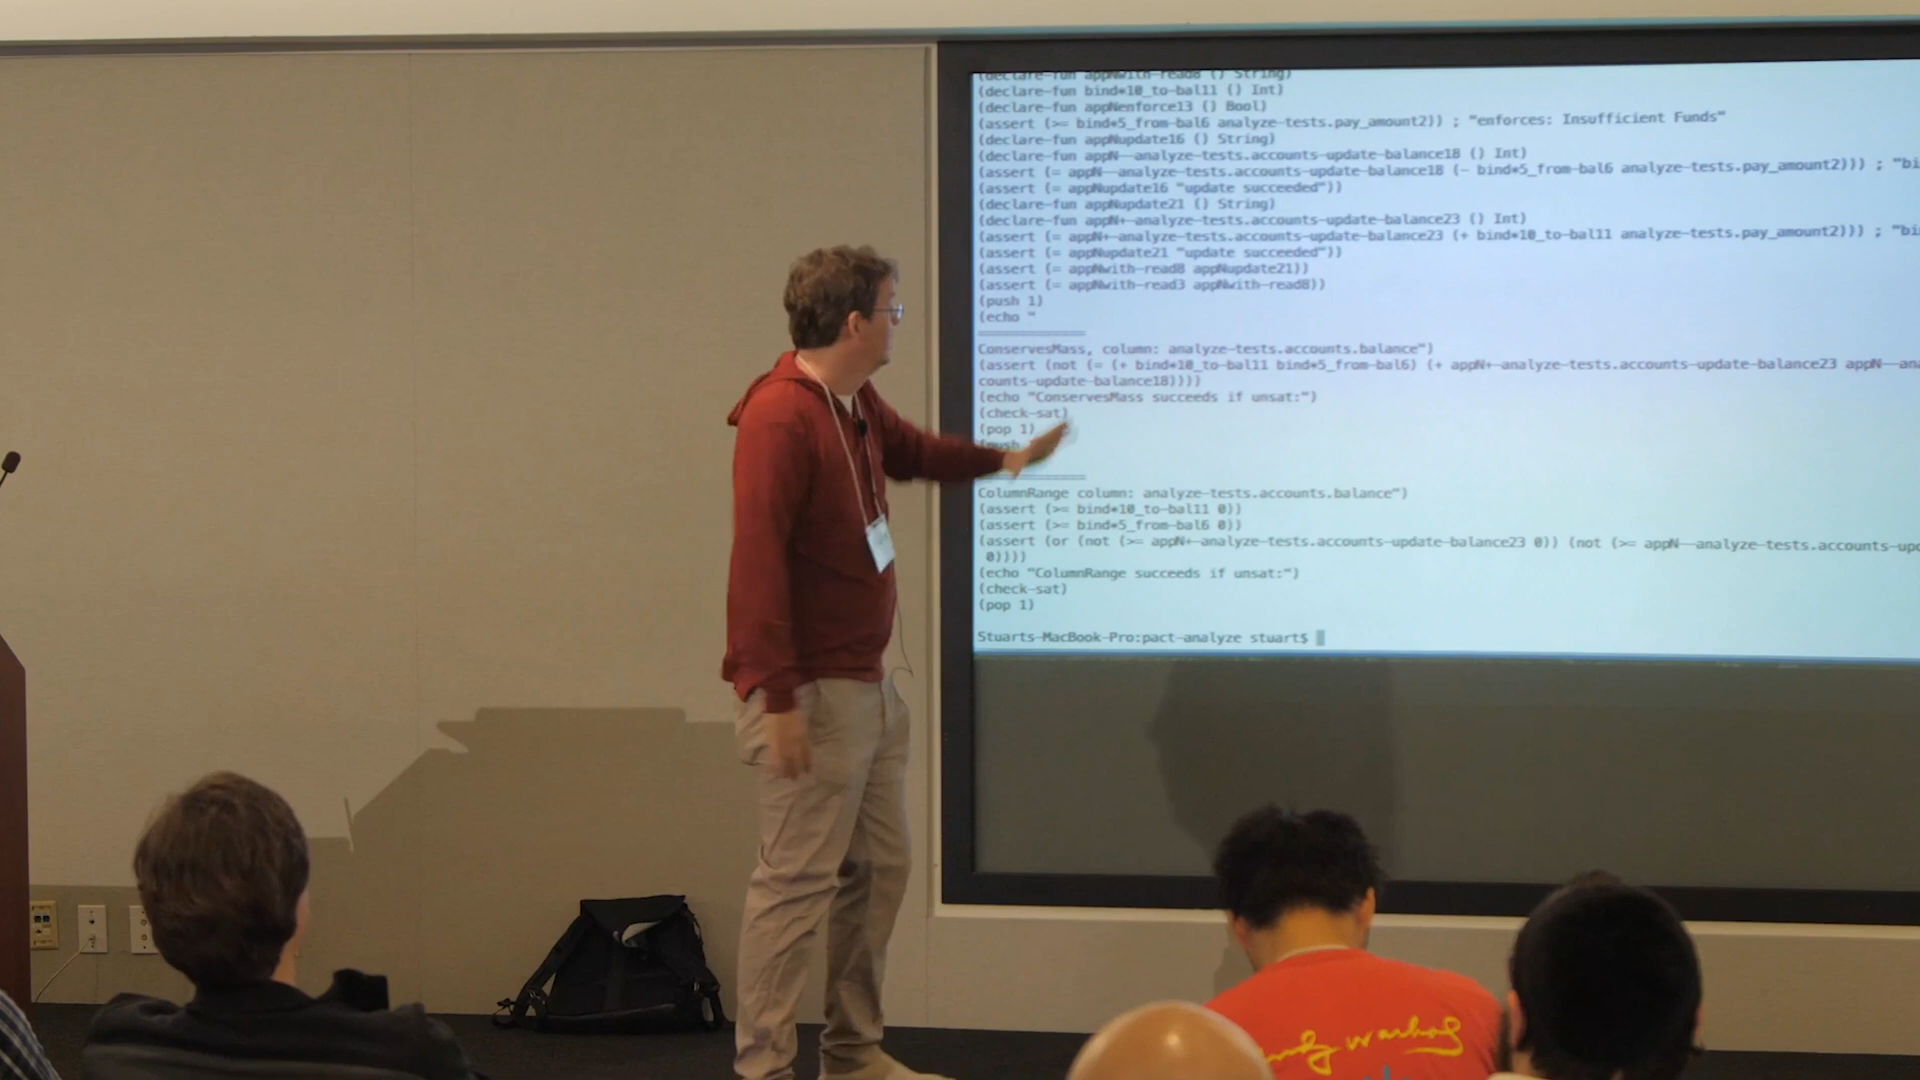 (declare-fun appNwith-read8 () String)
(declare-fun bind*10_to-bal11 () Int)
(declare-fun appNenforce13 () Bool)
(assert (>= bind*5_from-bal6 analyze-tests.pay_amount2)) ; "enforces: Insufficient Funds"
(declare-fun appNupdate16 () String)
(declare-fun appN--analyze-tests.accounts-update-balance18 () Int)
(assert (= appN--analyze-tests.accounts-update-balance18 (- bind*5_from-bal6 analyze-tests.pay_amount2))) ; "bi
(assert (= appNupdate16 "update succeeded"))
(declare-fun appNupdate21 () String)
(declare-fun appN+-analyze-tests.accounts-update-balance23 () Int)
(assert (= appN+-analyze-tests.accounts-update-balance23 (+ bind*10_to-bal11 analyze-tests.pay_amount2))) ; "bi
(assert (= appNupdate21 "update succeeded"))
(assert (= appNwith-read8 appNupdate21))
(assert (= appNwith-read3 appNwith-read8))
(push 1)
(echo "
=============
ConservesMass, column: analyze-tests.accounts.balance")
(assert (not (= (+ bind*10_to-bal11 bind*5_from-bal6) (+ appN+-analyze-tests.accounts-update-balance23 appN--ana
counts-update-balance18))))
(echo "ConservesMass succeeds if unsat:")
(check-sat)
(pop 1)
(push
=============
ColumnRange column: analyze-tests.accounts.balance")
(assert (>= bind*10_to-bal11 0))
(assert (>= bind*5_from-bal6 0))
(assert (or (not (>= appN+-analyze-tests.accounts-update-balance23 0)) (not (>= appN--analyze-tests.accounts-upd
0))))
(echo "ColumnRange succeeds if unsat:")
(check-sat)
(pop 1)
Stuarts-MacBook-Pro:pact-analyze stuart$
andy warhol